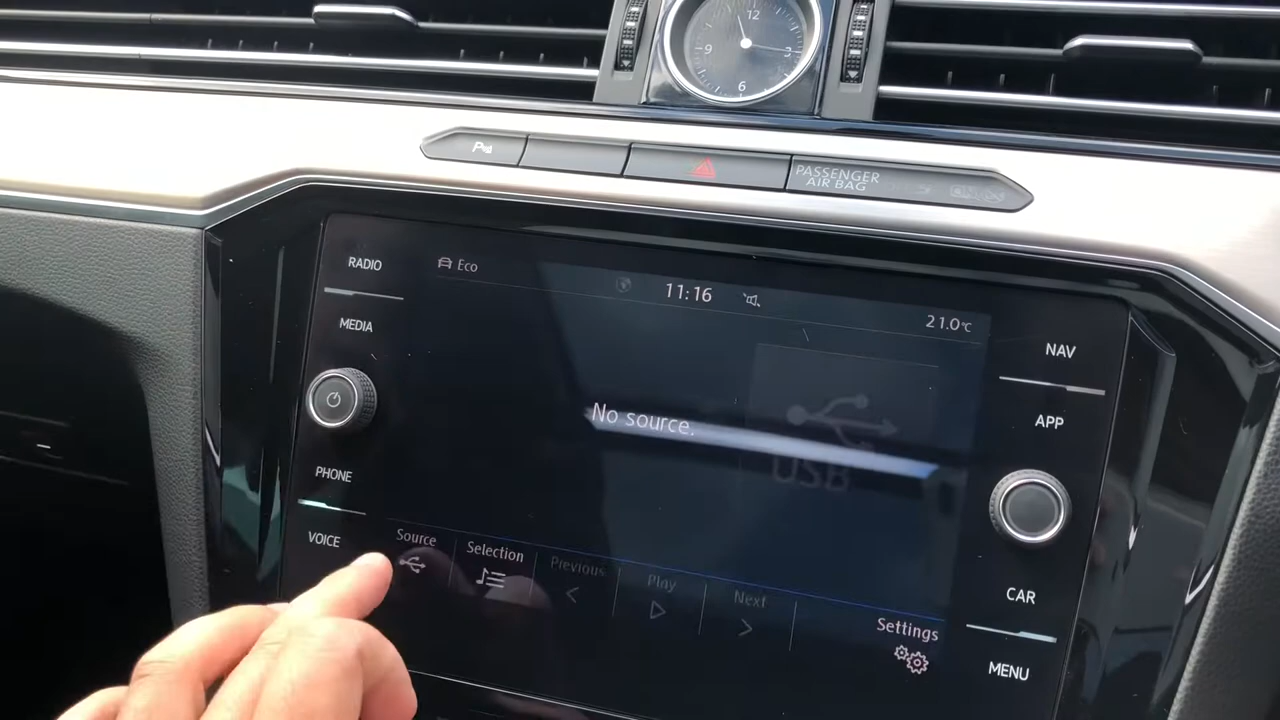 12
9
3
6
P
PASSENGER
AIR BAG
RADIO
Eco
11:16
21.0°C
MEDIA
NAV
APP
No source.
USB
PHONE
VOICE
Source
Selection
Previous
Play
Next
Settings
CAR
MENU